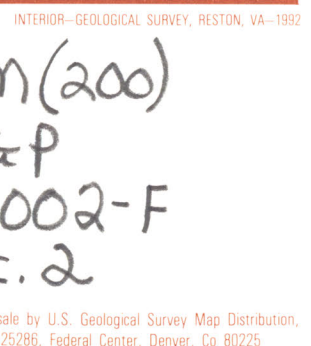 INTERIOR—GEOLOGICAL SURVEY, RESTON, VA—1992
(200)
P
002-F
. 2
sale by U.S. Geological Survey Map Distribution,
25286, Federal Center, Denver, Co 80225